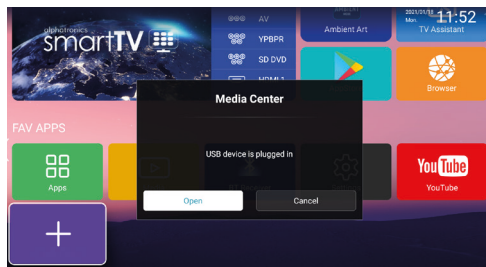 alphatronics
smartTV
AV
YPBPR
SD DVD
HDMI 1
Ambient Art
2021/01/18
Mon.
11:52
TV Assistant
Browser
Media Center
USB device is plugged in
Open
Cancel
FAV APPS
Apps
YouTube
YouTube